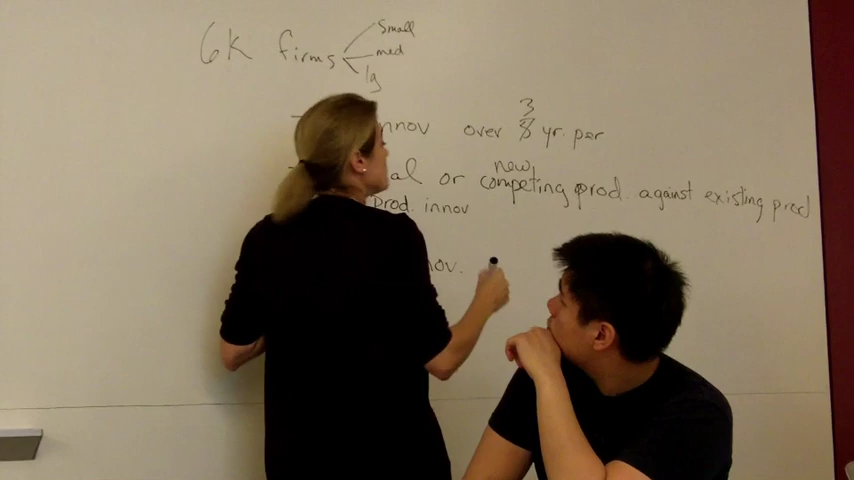 6K firms
Small
med
lg
nnov over 3 yr. per
new
al or competing prod. against existing prod
prod. innov
nov.